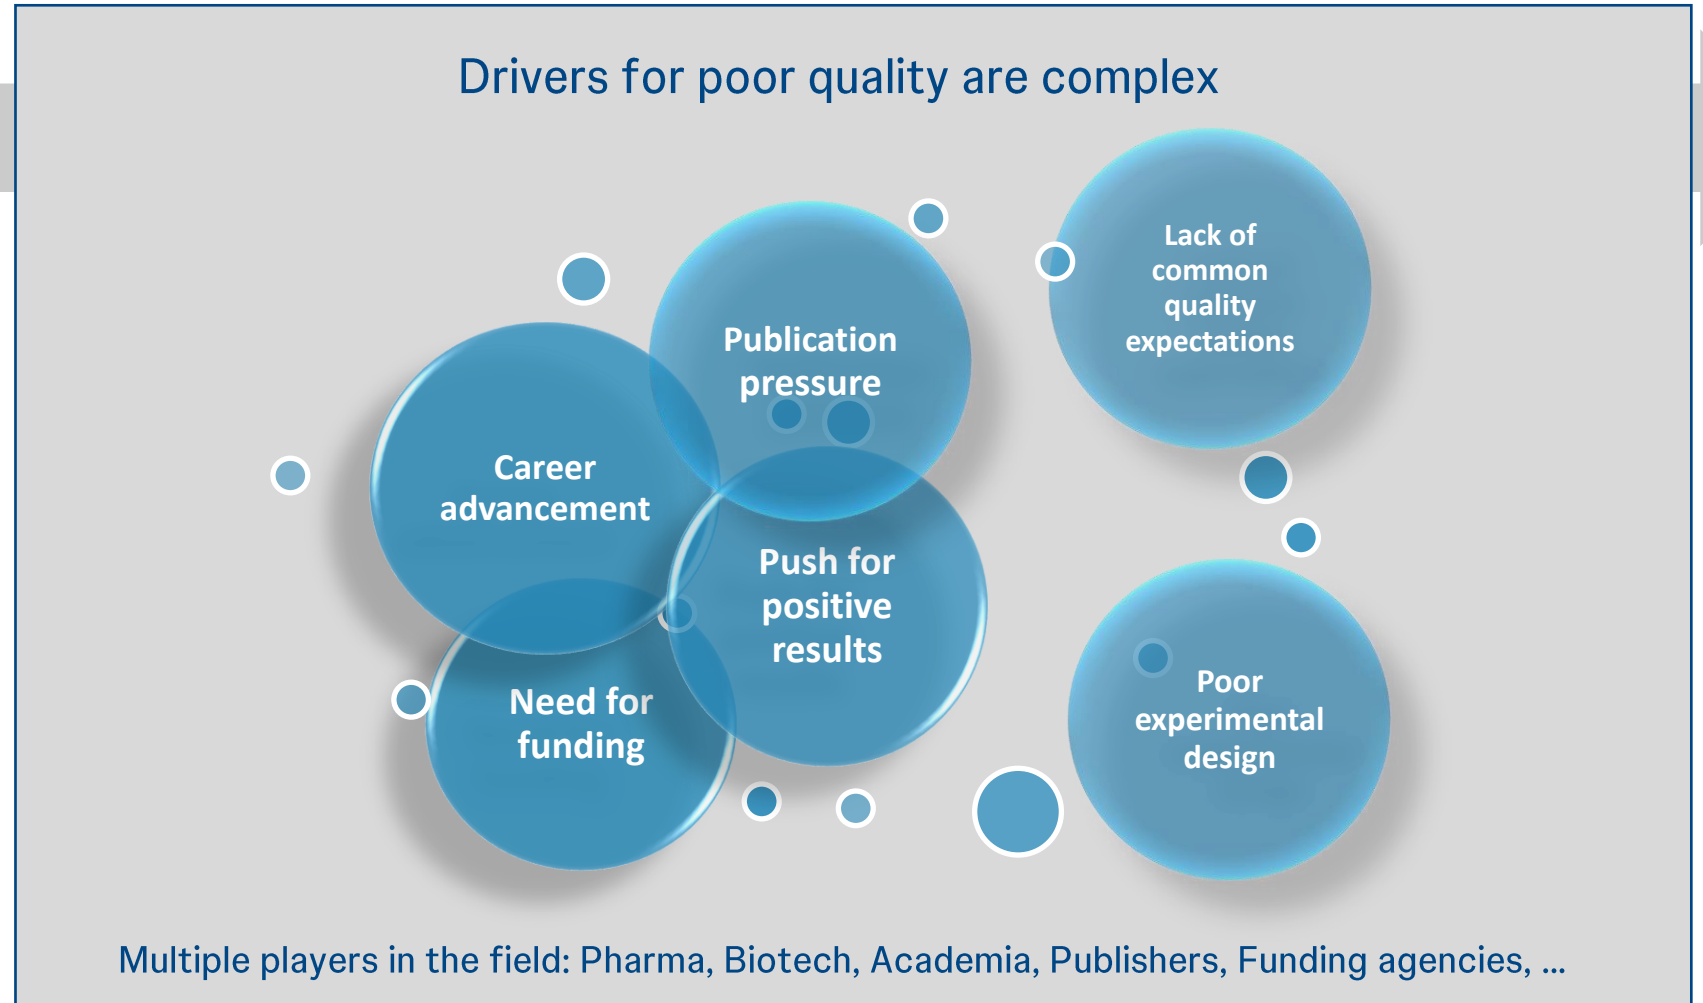 Drivers for poor quality are complex
Lack of
common
quality
expectations
Publication
pressure
Career
advancement
Push for
positive
results
Need for
funding
Poor
experimental
design
Multiple players in the field: Pharma, Biotech, Academia, Publishers, Funding agencies, ...